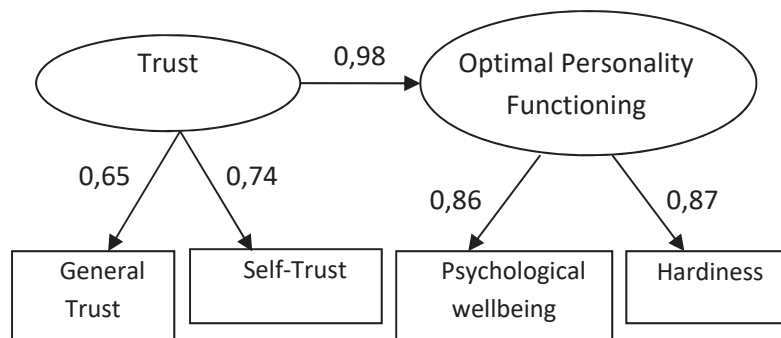 Trust
0,98
Optimal Personality
Functioning
0,65
0,74
0,86
0,87
General
Trust
Self-Trust
Psychological
wellbeing
Hardiness